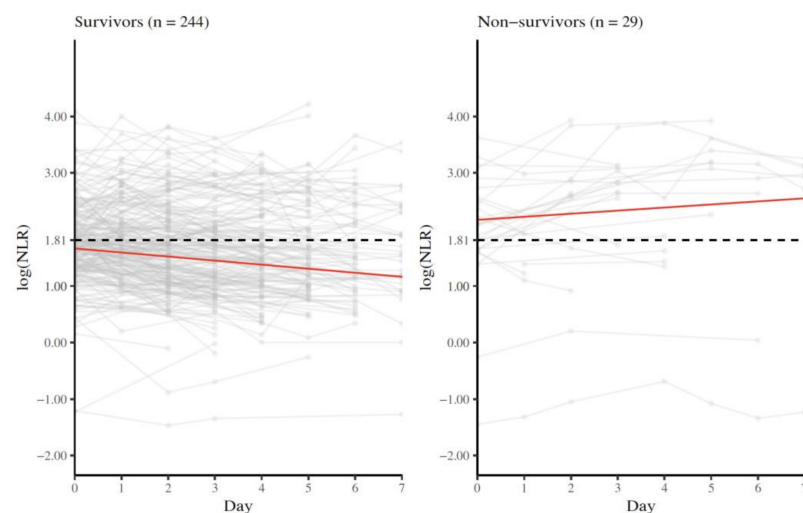 Survivors (n = 244)
4.00
3.00
1.81
1.00
0.00
−1.00
−2.00
log(NLR)
0 1 2 3 4 5 6 7
Day
Non−survivors (n = 29)
4.00
3.00
1.81
1.00
0.00
−1.00
−2.00
log(NLR)
0 1 2 3 4 5 6 7
Day